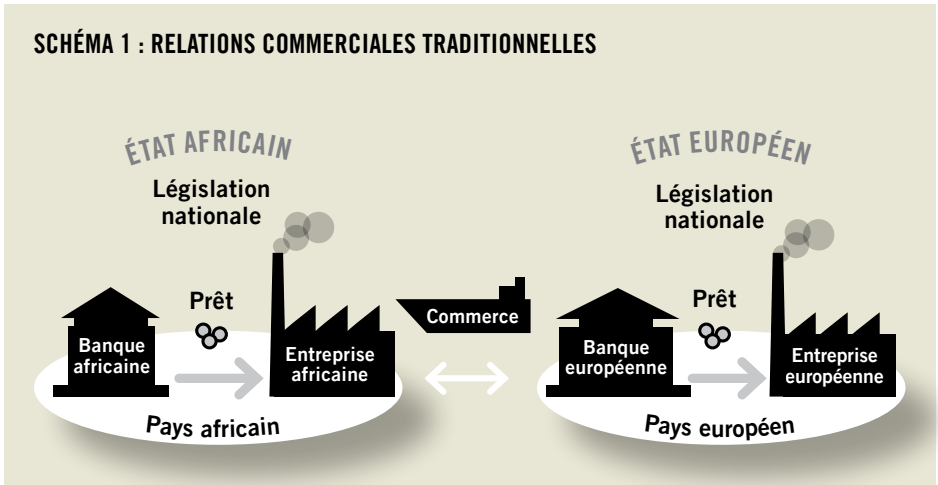 SCHÉMA 1 : RELATIONS COMMERCIALES TRADITIONNELLES
ÉTAT AFRICAIN
Législation
nationale
Prêt
Banque
africaine
Entreprise
africaine
Pays africain
Commerce
ÉTAT EUROPÉEN
Législation
nationale
Prêt
Banque
européenne
Entreprise
européenne
Pays européen